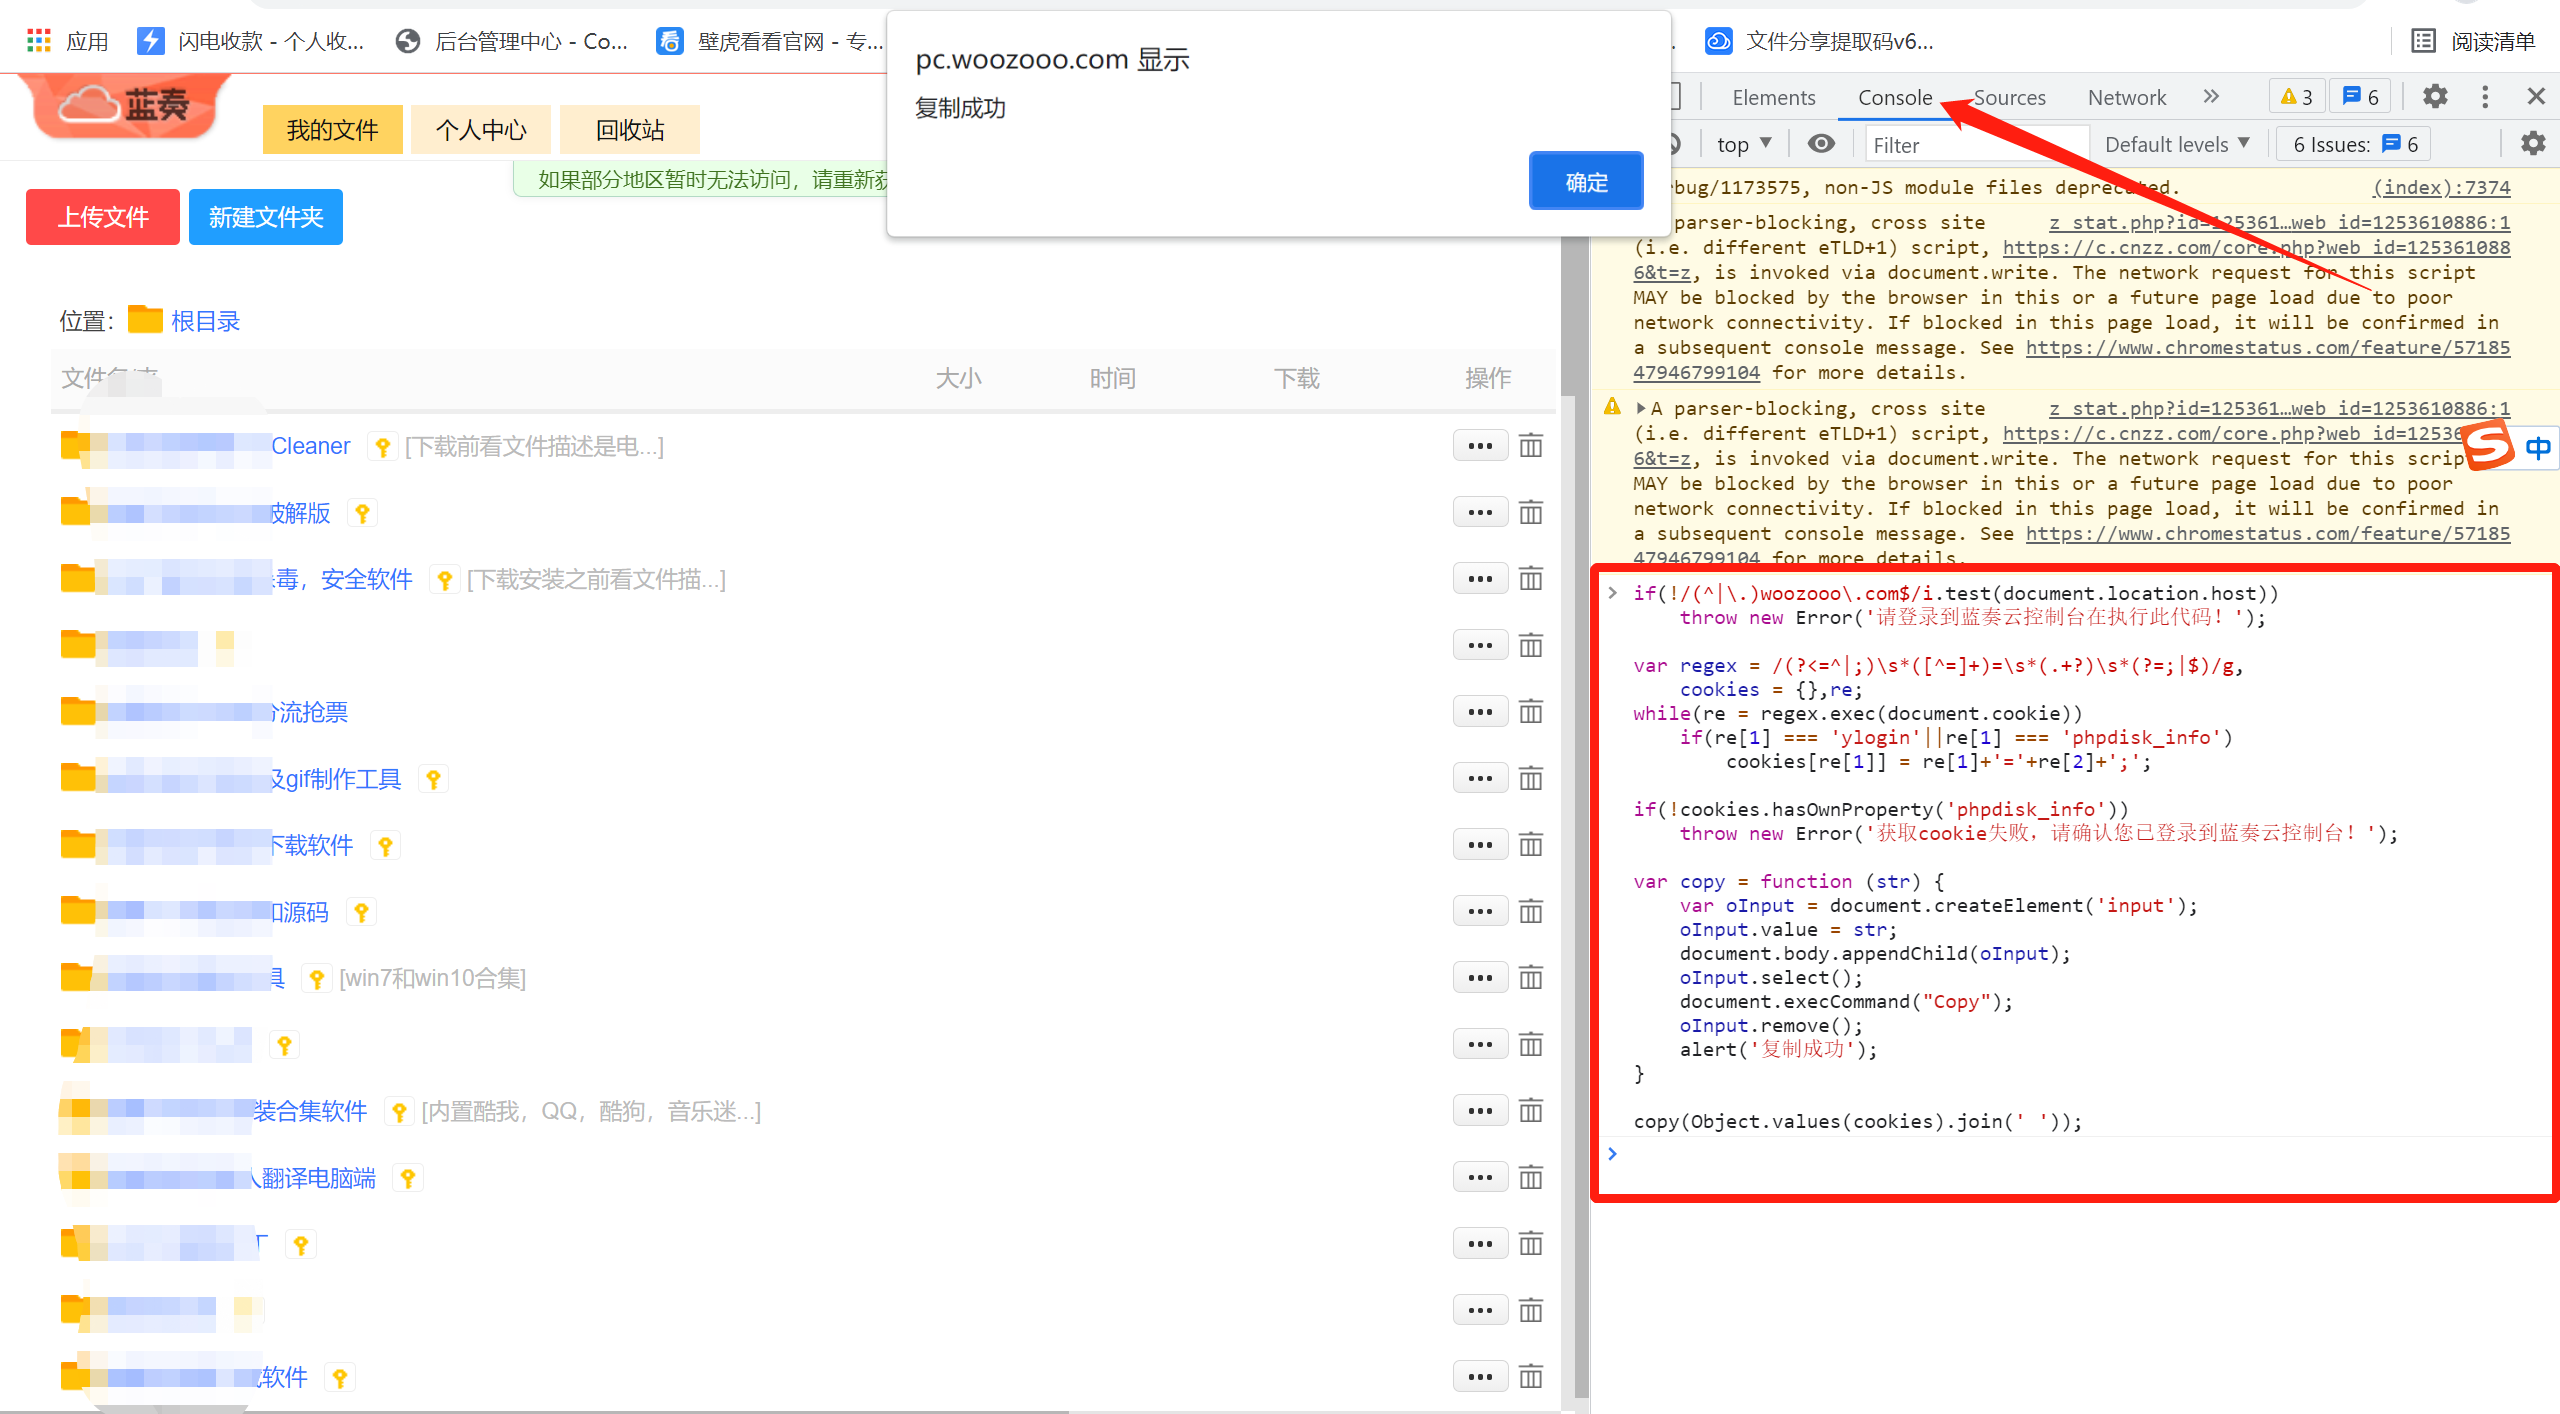 应用
闪电收款 - 个人收...
后台管理中心 - Co...
壁虎看看官网 - 专...
文件分享提取码v6...
阅读清单
pc.woozooo.com 显示
复制成功
确定
蓝奏
我的文件
个人中心
回收站
如果部分地区暂时无法访问，请重新获
上传文件
新建文件夹
位置：
根目录
大小
时间
下载
操作
Cleaner
[下载前看文件描述是电...]
破解版
毒，安全软件
[下载安装之前看文件描...]
流抢票
及gif制作工具
下载软件
和源码
具
[win7和win10合集]
装合集软件
[内置酷我，QQ，酷狗，音乐迷...]
人翻译电脑端
软件
Elements
Console
Sources
Network
3
6
top
Filter
Default levels
6 Issues:
6
bug/1173575, non-JS module files deprecated.
(index):7374
parser-blocking, cross site
z stat.php?id=125361…web id=1253610886:1
(i.e. different eTLD+1) script, https://c.cnzz.com/core.php?web id=125361088
6&t=z, is invoked via document.write. The network request for this script
MAY be blocked by the browser in this or a future page load due to poor
network connectivity. If blocked in this page load, it will be confirmed in
a subsequent console message. See https://www.chromestatus.com/feature/57185
47946799104 for more details.
A parser-blocking, cross site
z stat.php?id=125361…web id=1253610886:1
(i.e. different eTLD+1) script, https://c.cnzz.com/core.php?web id=12536
6&t=z, is invoked via document.write. The network request for this scrip
MAY be blocked by the browser in this or a future page load due to poor
network connectivity. If blocked in this page load, it will be confirmed in
a subsequent console message. See https://www.chromestatus.com/feature/57185
47946799104 for more details.
S
中
if(!/(^|\.)woozooo\.com$/i.test(document.location.host))
throw new Error('请登录到蓝奏云控制台在执行此代码！');
var regex = /(?<=^|;)\s*([^=]+)=\s*(.+?)\s*(?=;|$)/g,
cookies = {},re;
while(re = regex.exec(document.cookie))
if(re[1] === 'ylogin'||re[1] === 'phpdisk_info')
cookies[re[1]] = re[1]+'='+re[2]+';';
if(!cookies.hasOwnProperty('phpdisk_info'))
throw new Error('获取cookie失败，请确认您已登录到蓝奏云控制台！');
var copy = function (str) {
var oInput = document.createElement('input');
oInput.value = str;
document.body.appendChild(oInput);
oInput.select();
document.execCommand("Copy");
oInput.remove();
alert('复制成功');
}
copy(Object.values(cookies).join(' '));